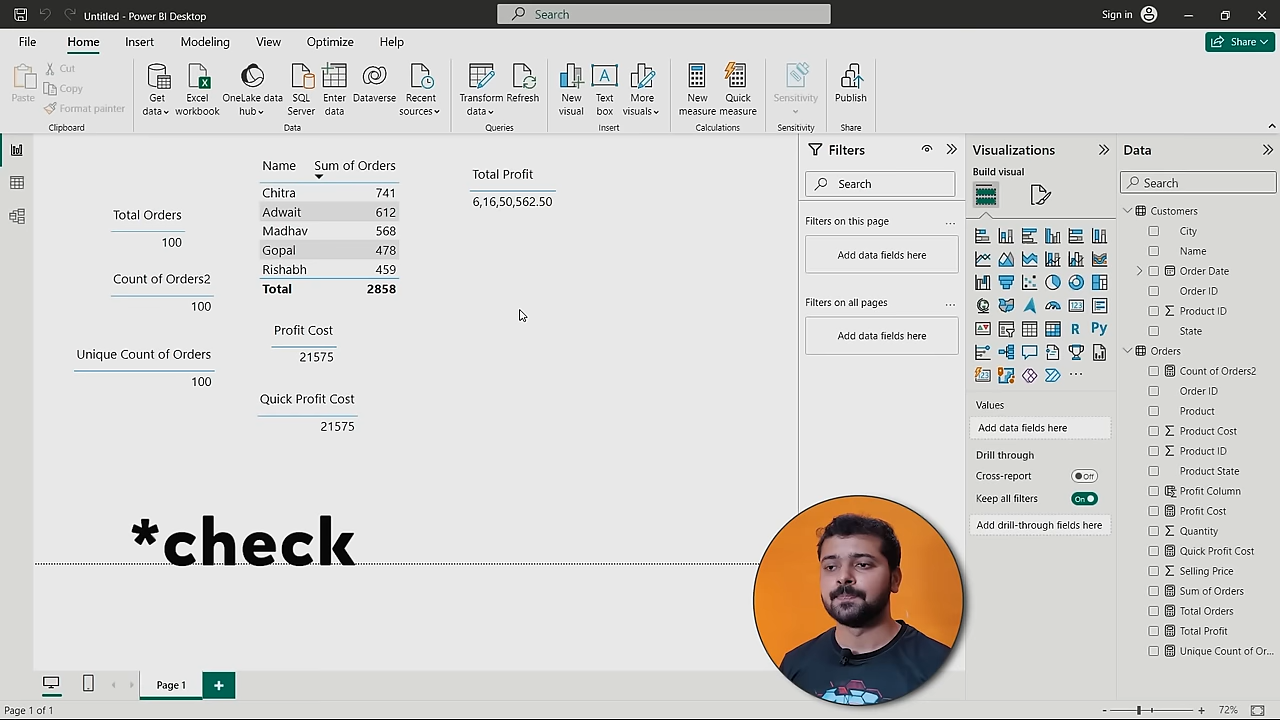 Untitled - Power BI Desktop
Search
Sign in
File Home Insert Modeling View Optimize Help
Share
Paste
Cut
Copy
Format painter
Clipboard
Get data
Excel workbook
OneLake data hub
SQL Server
Enter data
Dataverse
Recent sources
Data
Transform data
Refresh
Queries
New visual
Text box
More visuals
Insert
New measure
Quick measure
Calculations
Sensitivity
Sensitivity
Publish
Share
Total Orders
100
Count of Orders2
100
Unique Count of Orders
100
Name Sum of Orders
Chitra 741
Adwait 612
Madhav 568
Gopal 478
Rishabh 459
Total 2858
Profit Cost
21575
Quick Profit Cost
21575
Total Profit
6,16,50,562.50
*check
Filters
Search
Filters on this page ...
Add data fields here
Filters on all pages ...
Add data fields here
Visualizations
Build visual
R
Py
123
...
Values
Add data fields here
Drill through
Cross-report Off
Keep all filters On
Add drill-through fields here
Data
Search
Customers
City
Name
Order Date
Order ID
Product ID
State
Orders
Count of Orders2
Order ID
Product
Product Cost
Product ID
Product State
Profit Column
Profit Cost
Quantity
Quick Profit Cost
Selling Price
Sum of Orders
Total Orders
Total Profit
Unique Count of Or...
Page 1
+
Page 1 of 1
- + 72%